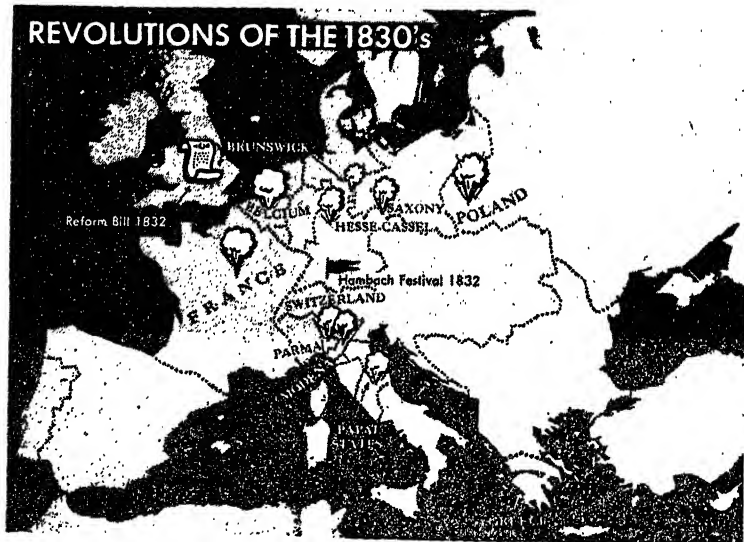 REVOLUTIONS OF THE 1830's
BRUNSWICK
BELGIUM
SAXONY
POLAND
Reform Bill 1832
HESSE-CASSEL
FRANCE
Hambach Festival 1832
SWITZERLAND
PARMA
MODENA
PAPAL
STATES